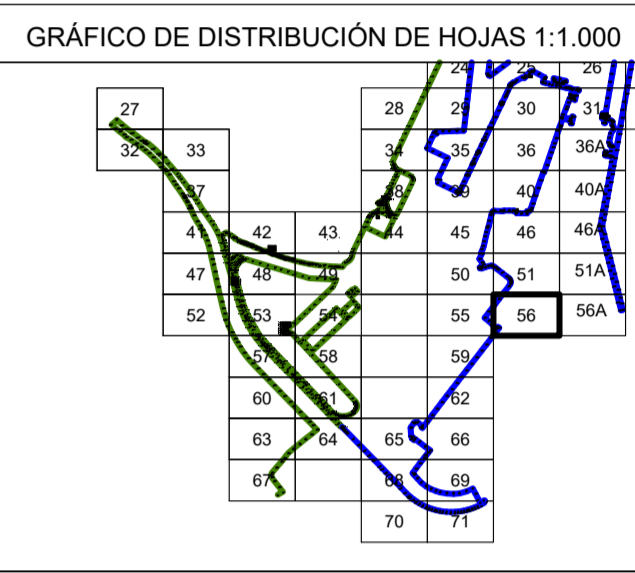 GRÁFICO DE DISTRIBUCIÓN DE HOJAS 1:1.000
24 25 26
27 28 29 30 31
32 33 34 35 36 36A
37 38 39 40 40A
41 42 43 44 45 46 46A
47 48 49 50 51 51A
52 53 54 55 56 56A
57 58 59
60 61 62
63 64 65 66
67 68 69
70 71